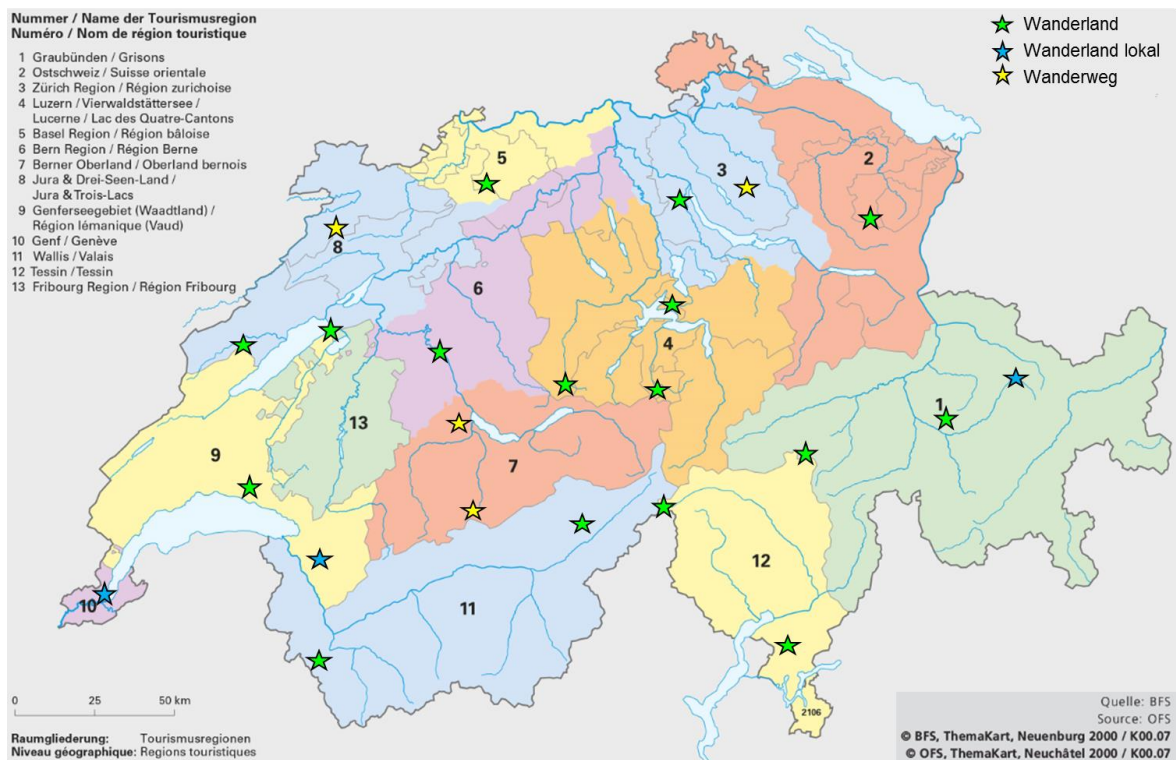 Nummer / Name der Tourismusregion
Numéro / Nom de région touristique
1 Graubünden / Grisons
2 Ostschweiz / Suisse orientale
3 Zürich Region / Région zurichoise
4 Luzern / Vierwaldstättersee /
Lucerne / Lac des Quatre-Cantons
5 Basel Region / Région bâloise
6 Bern Region / Région Berne
7 Berner Oberland / Oberland bernois
8 Jura & Drei-Seen-Land /
Jura & Trois-Lacs
9 Genferseegebiet (Waadtland) /
Région lémanique (Vaud)
10 Genf / Genève
11 Wallis / Valais
12 Tessin / Tessin
13 Fribourg Region / Région Fribourg
Wanderland
Wanderland lokal
Wanderweg
5
3
2
8
6
4
1
13
9
7
12
10
11
2106
0 25 50 km
Raumgliederung: Tourismusregionen
Niveau géographique: Regions touristiques
Quelle: BFS
Source: OFS
© BFS, ThemaKart, Neuenburg 2000 / K00.07
© OFS, ThemaKart, Neuchâtel 2000 / K00.07